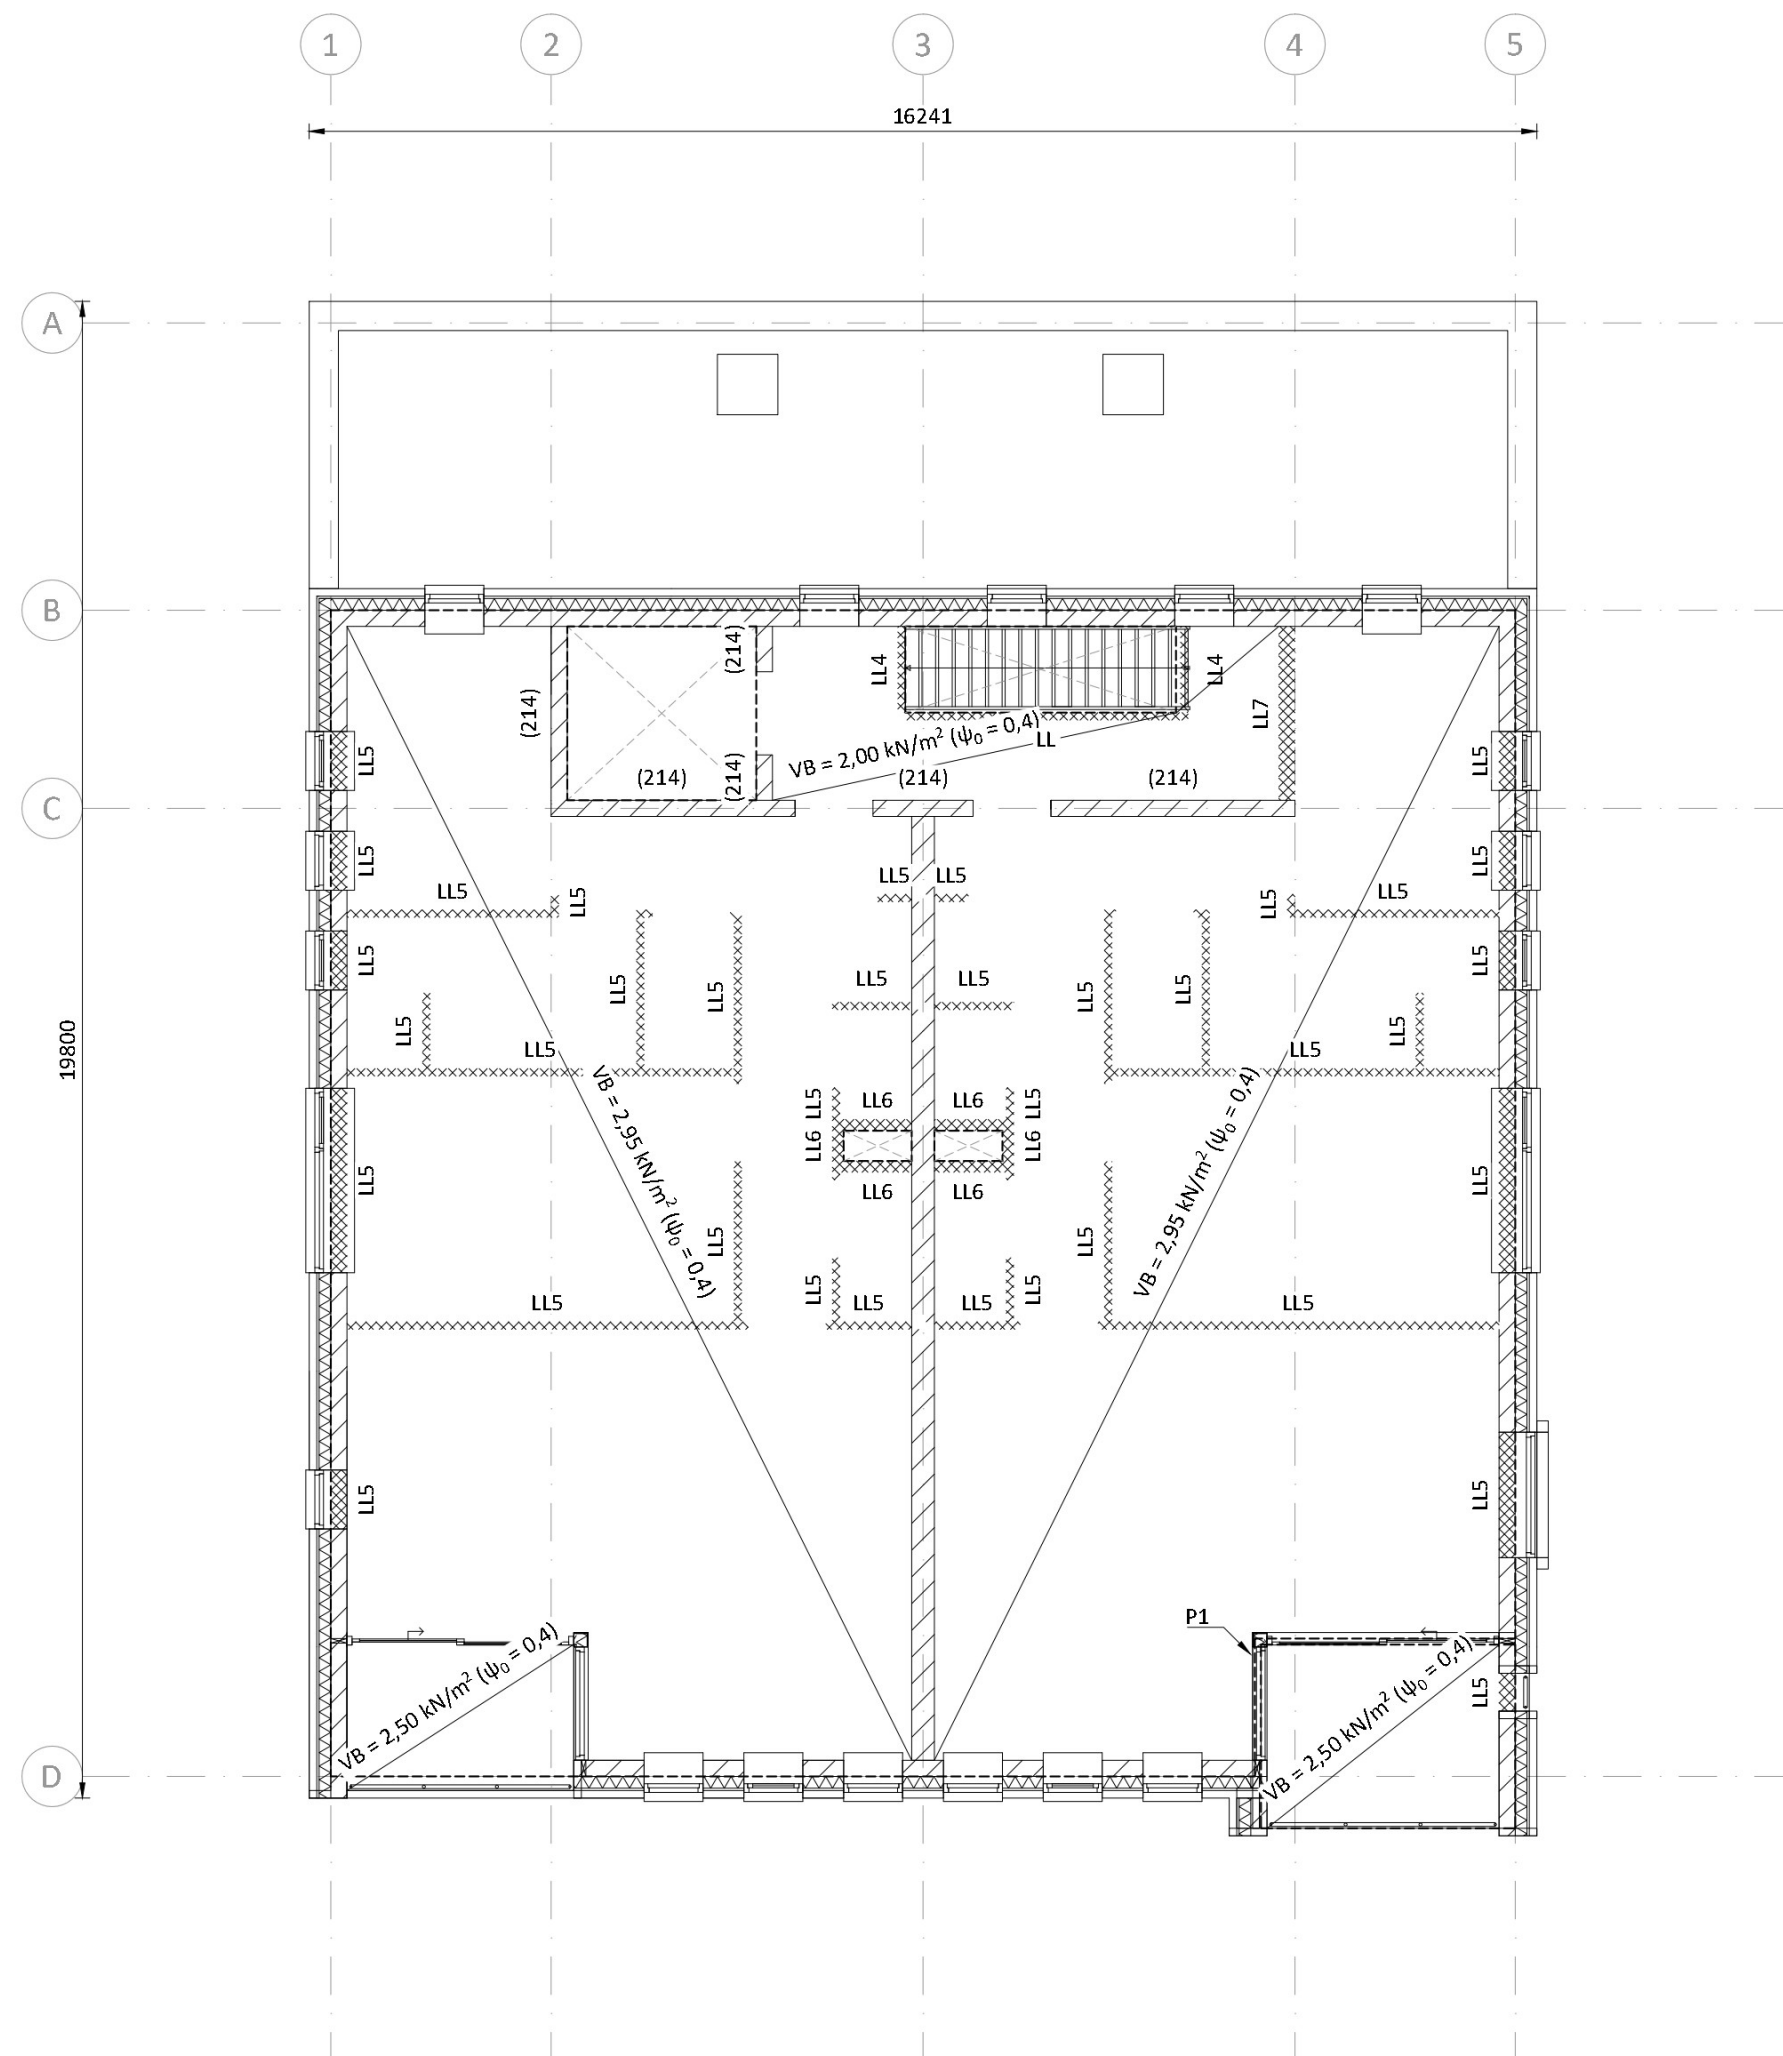 1 2 3 4 5
16241
A
B
(214)
(214)
LL4
LL4
LL7
VB = 2,00 kN/m² (ψ₀ = 0,4)
LL
LL5
LL5
(214)
(214)
(214)
(214)
C
LL5
LL5
LL5 LL5
LL5 LL5 LL5 LL5
LL5
LL5
LL5 LL5
LL5 LL5 LL5 LL5
19800
LL5 LL5
LL5 LL5
VB = 2,95 kN/m² (ψ₀ = 0,4)
VB = 2,95 kN/m² (ψ₀ = 0,4)
LL5 LL6 LL6 LL5
LL6 LL6
LL6 LL6
LL5
LL5
LL5
LL5
LL5 LL5
LL5 LL5 LL5 LL5
LL5
LL5
P1
VB = 2,50 kN/m² (ψ₀ = 0,4)
VB = 2,50 kN/m² (ψ₀ = 0,4)
LL5
D